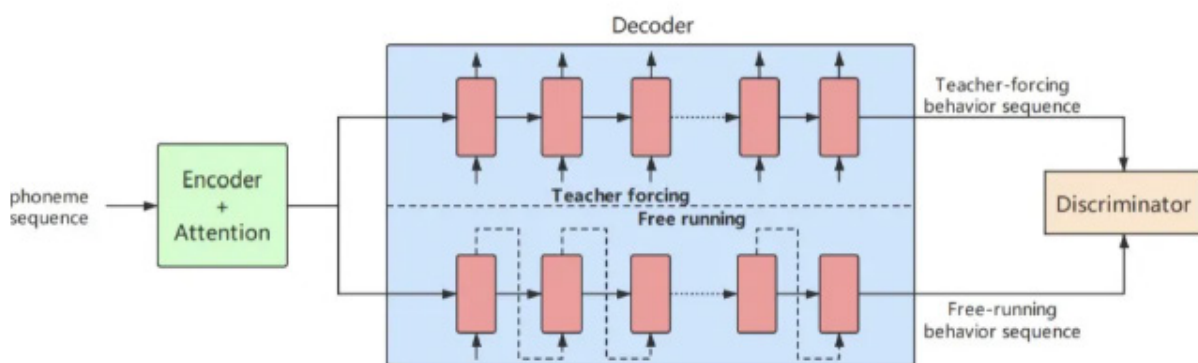 Decoder
Teacher-forcing
behavior sequence
phoneme
sequence
Encoder
+
Attention
Teacher forcing
Free running
Discriminator
Free-running
behavior sequence